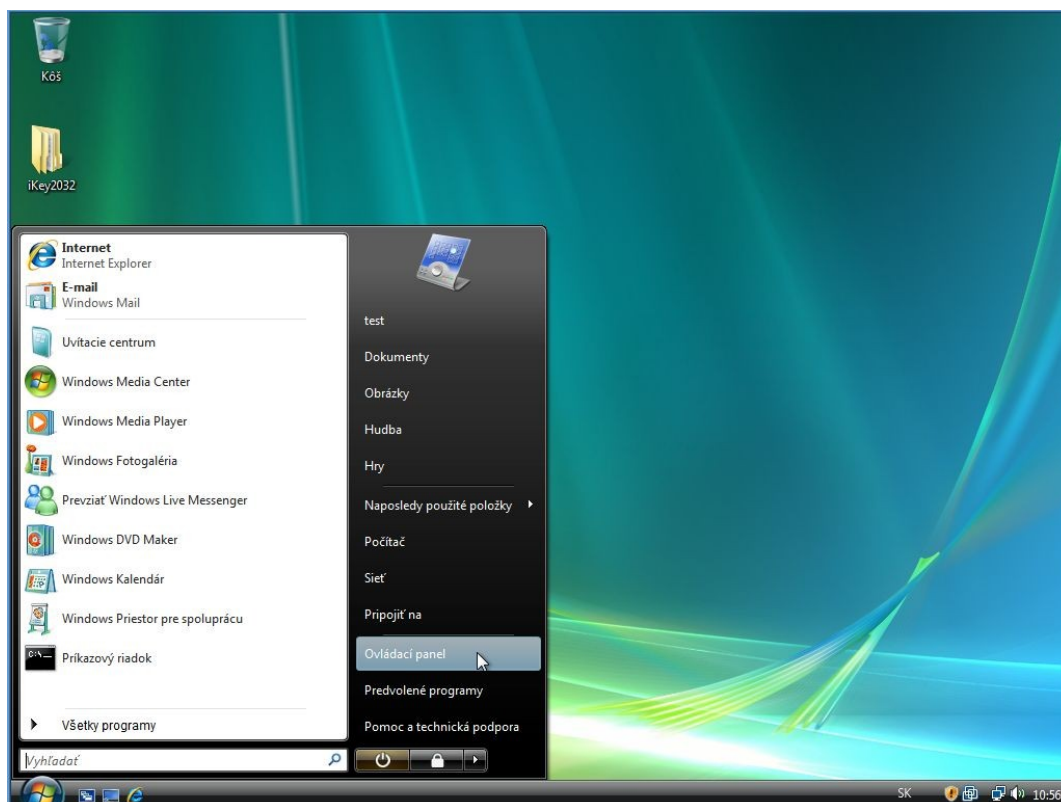 Kôš
iKey2032
Internet
Internet Explorer
E-mail
Windows Mail
Uvítacie centrum
Windows Media Center
Windows Media Player
Windows Fotogaléria
Prevziať Windows Live Messenger
Windows DVD Maker
Windows Kalendár
Windows Priestor pre spoluprácu
Príkazový riadok
Všetky programy
Vyhľadať
test
Dokumenty
Obrázky
Hudba
Hry
Naposledy použité položky
Počítač
Sieť
Pripojiť na
Ovládací panel
Predvolené programy
Pomoc a technická podpora
SK
10:56